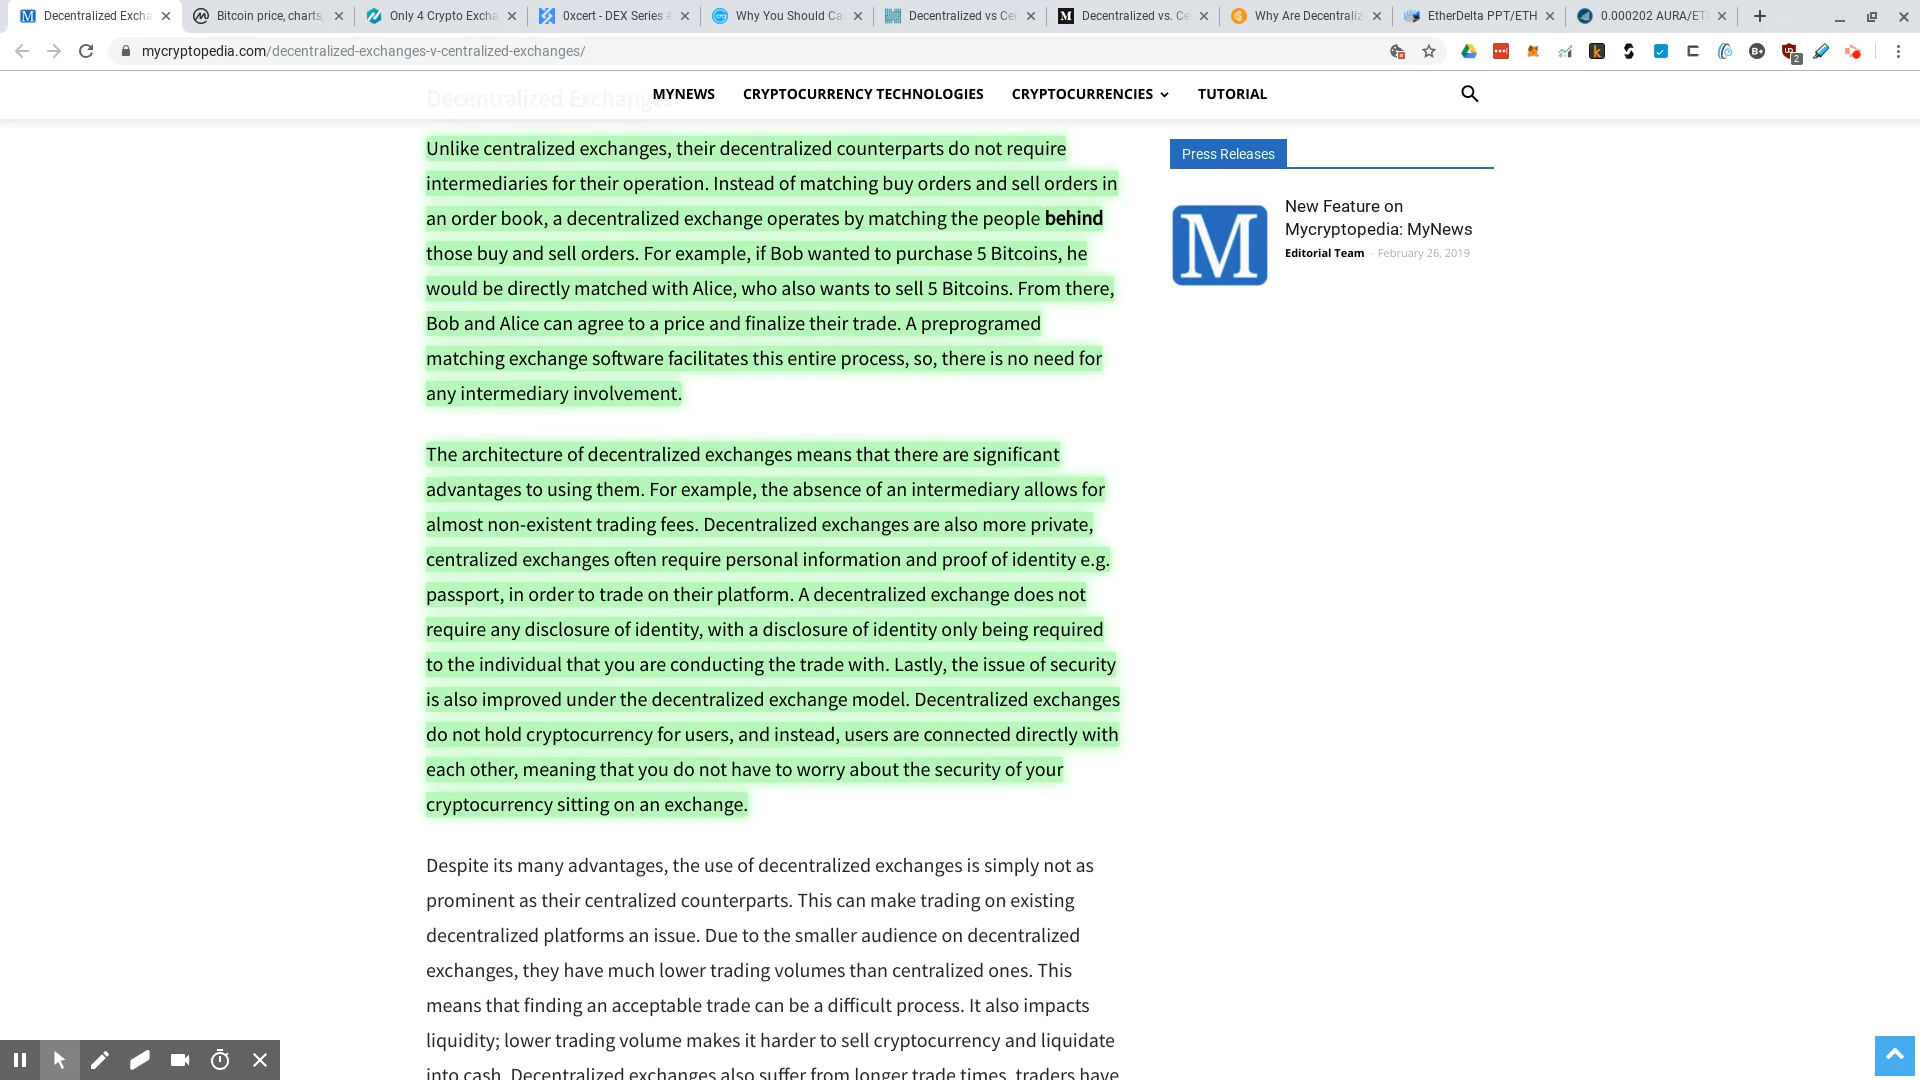 Decentralized Excha
Bitcoin price, charts,
Only 4 Crypto Excha
0xcert - DEX Series #
Why You Should Ca
Decentralized vs Ce
Decentralized vs. Ce
Why Are Decentraliz
EtherDelta PPT/ETH
0.000202 AURA/ET
mycryptopedia.com/decentralized-exchanges-v-centralized-exchanges/
Decentralized Exchanges
MYNEWS
CRYPTOCURRENCY TECHNOLOGIES
CRYPTOCURRENCIES
TUTORIAL
Unlike centralized exchanges, their decentralized counterparts do not require
intermediaries for their operation. Instead of matching buy orders and sell orders in
an order book, a decentralized exchange operates by matching the people behind
those buy and sell orders. For example, if Bob wanted to purchase 5 Bitcoins, he
would be directly matched with Alice, who also wants to sell 5 Bitcoins. From there,
Bob and Alice can agree to a price and finalize their trade. A preprogramed
matching exchange software facilitates this entire process, so, there is no need for
any intermediary involvement.
The architecture of decentralized exchanges means that there are significant
advantages to using them. For example, the absence of an intermediary allows for
almost non-existent trading fees. Decentralized exchanges are also more private,
centralized exchanges often require personal information and proof of identity e.g.
passport, in order to trade on their platform. A decentralized exchange does not
require any disclosure of identity, with a disclosure of identity only being required
to the individual that you are conducting the trade with. Lastly, the issue of security
is also improved under the decentralized exchange model. Decentralized exchanges
do not hold cryptocurrency for users, and instead, users are connected directly with
each other, meaning that you do not have to worry about the security of your
cryptocurrency sitting on an exchange.
Despite its many advantages, the use of decentralized exchanges is simply not as
prominent as their centralized counterparts. This can make trading on existing
decentralized platforms an issue. Due to the smaller audience on decentralized
exchanges, they have much lower trading volumes than centralized ones. This
means that finding an acceptable trade can be a difficult process. It also impacts
liquidity; lower trading volume makes it harder to sell cryptocurrency and liquidate
into cash. Decentralized exchanges also suffer from longer trade times, traders have
Press Releases
M
New Feature on
Mycryptopedia: MyNews
Editorial Team - February 26, 2019